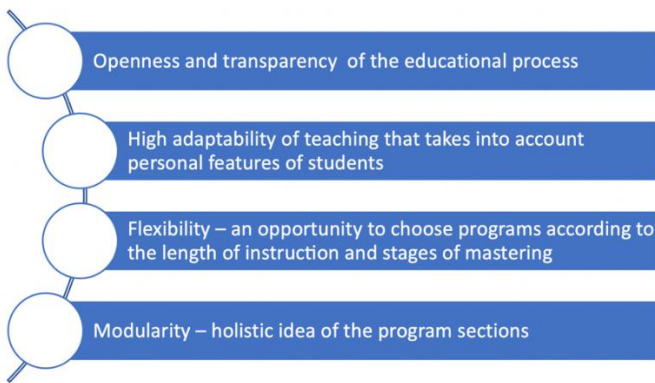 Openness and transparency of the educational process
High adaptability of teaching that takes into account
personal features of students
Flexibility – an opportunity to choose programs according to
the length of instruction and stages of mastering
Modularity – holistic idea of the program sections